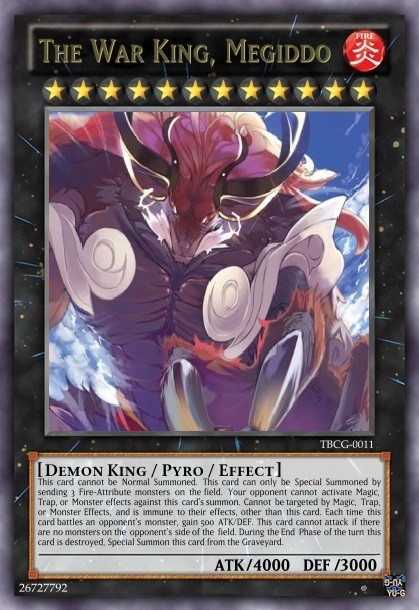 THE WAR KING, MEGIDDO
FIRE
炎
TBCG-0011
[DEMON KING / PYRO / EFFECT]
This card cannot be Normal Summoned. This card can only be Special Summoned by
sending 3 Fire-Attribute monsters on the field. Your opponent cannot activate Magic,
Trap, or Monster effects against this card's summon. Cannot be targeted by Magic, Trap,
or Monster Effects, and is immune to their effects, other than this card. Each time this
card battles an opponent's monster, gain 500 ATK/DEF. This card cannot attack if there
are no monsters on the opponent's side of the field. During the End Phase of the turn this
card is destroyed, Special Summon this card from the Graveyard.
ATK/4000 DEF/3000
26727792
YU-G